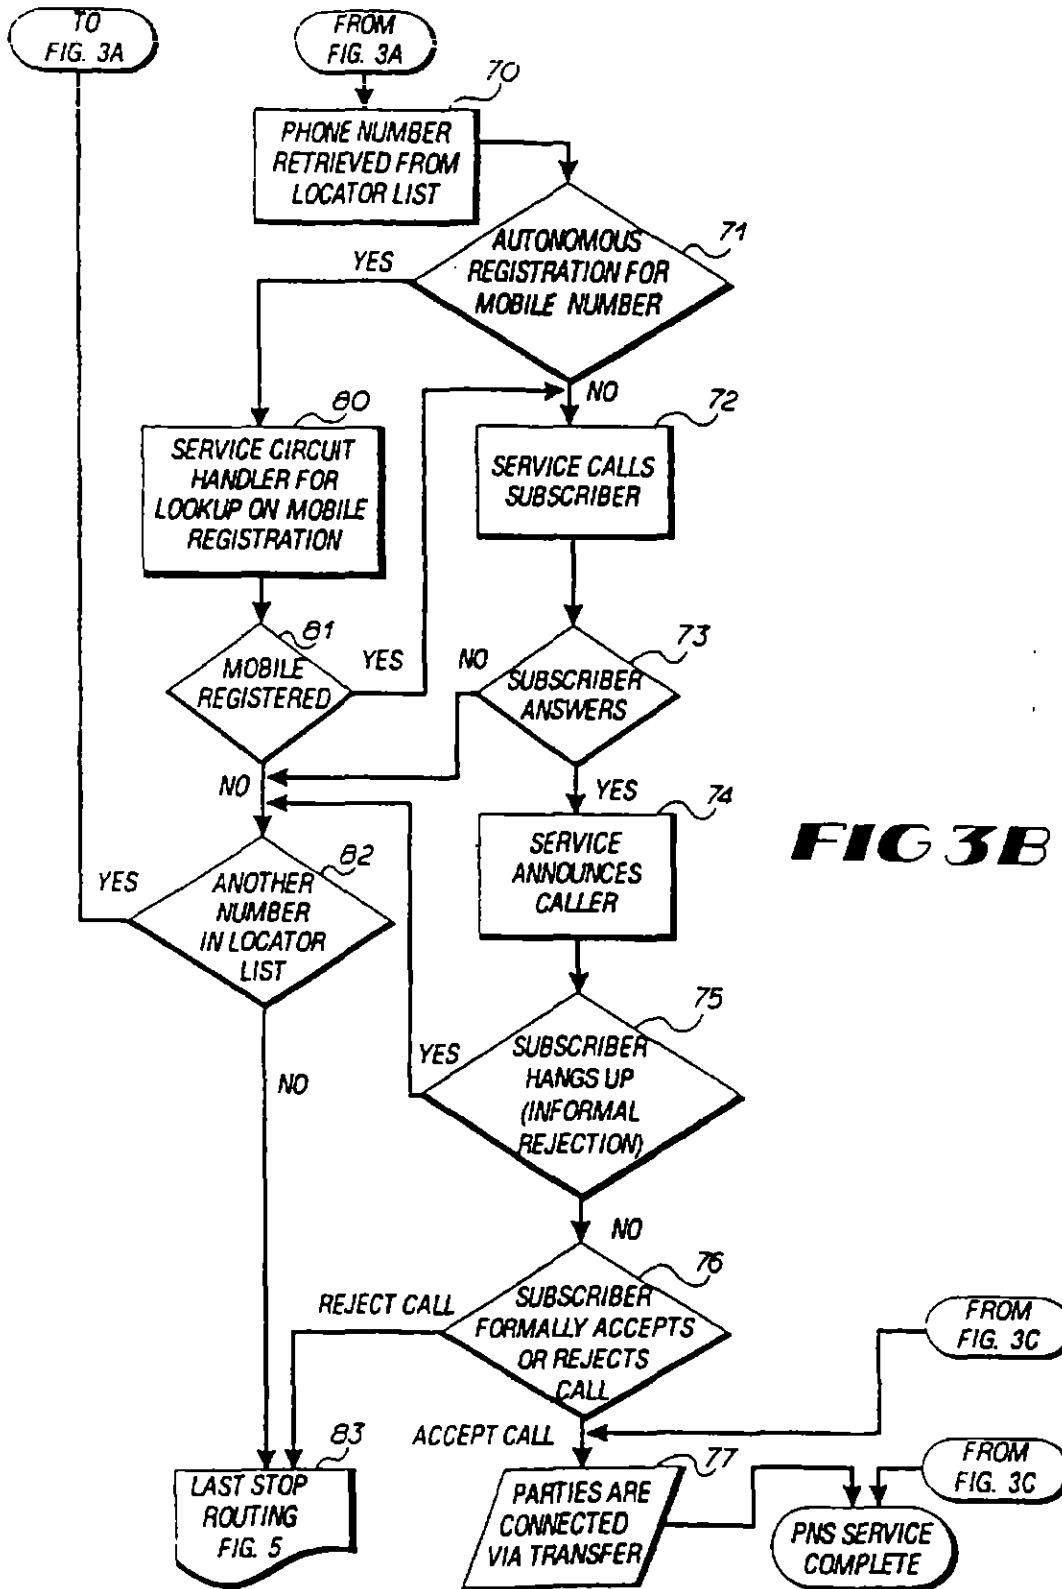 TO
FIG. 3A
FROM
FIG. 3A
70
PHONE NUMBER
RETRIEVED FROM
LOCATOR LIST
71
AUTONOMOUS
REGISTRATION FOR
MOBILE NUMBER
YES
NO
80
SERVICE CIRCUIT
HANDLER FOR
LOOKUP ON MOBILE
REGISTRATION
72
SERVICE CALLS
SUBSCRIBER
81
MOBILE
REGISTERED
YES
NO
73
SUBSCRIBER
ANSWERS
NO
YES
74
SERVICE
ANNOUNCES
CALLER
FIG 3B
82
YES
ANOTHER
NUMBER
IN LOCATOR
LIST
NO
75
YES
SUBSCRIBER
HANGS UP
(INFORMAL
REJECTION)
NO
76
REJECT CALL
SUBSCRIBER
FORMALLY ACCEPTS
OR REJECTS
CALL
FROM
FIG. 3C
ACCEPT CALL
83
LAST STOP
ROUTING
FIG. 5
77
PARTIES ARE
CONNECTED
VIA TRANSFER
FROM
FIG. 3C
PNS SERVICE
COMPLETE